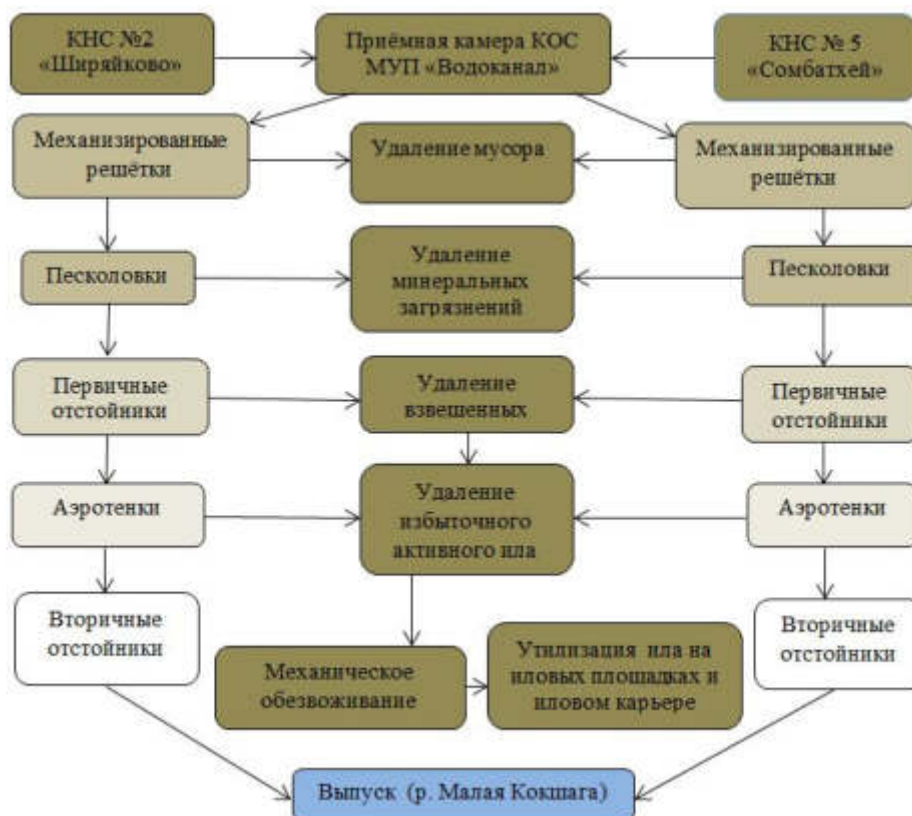 КНС №2
«Ширяйково»
Приёмная камера КОС
МУП «Водоканал»
КНС № 5
«Сомбатхей»
Механизированные
решётки
Удаление мусора
Механизированные
решётки
Песколовки
Удаление
минеральных
загрязнений
Песколовки
Первичные
отстойники
Удаление
взвешенных
Первичные
отстойники
Аэротенки
Удаление
избыточного
активного ила
Аэротенки
Вторичные
отстойники
Вторичные
отстойники
Механическое
обезвоживание
Утилизация ила на
иловых площадках и
иловом карьере
Выпуск (р. Малая Кокшага)